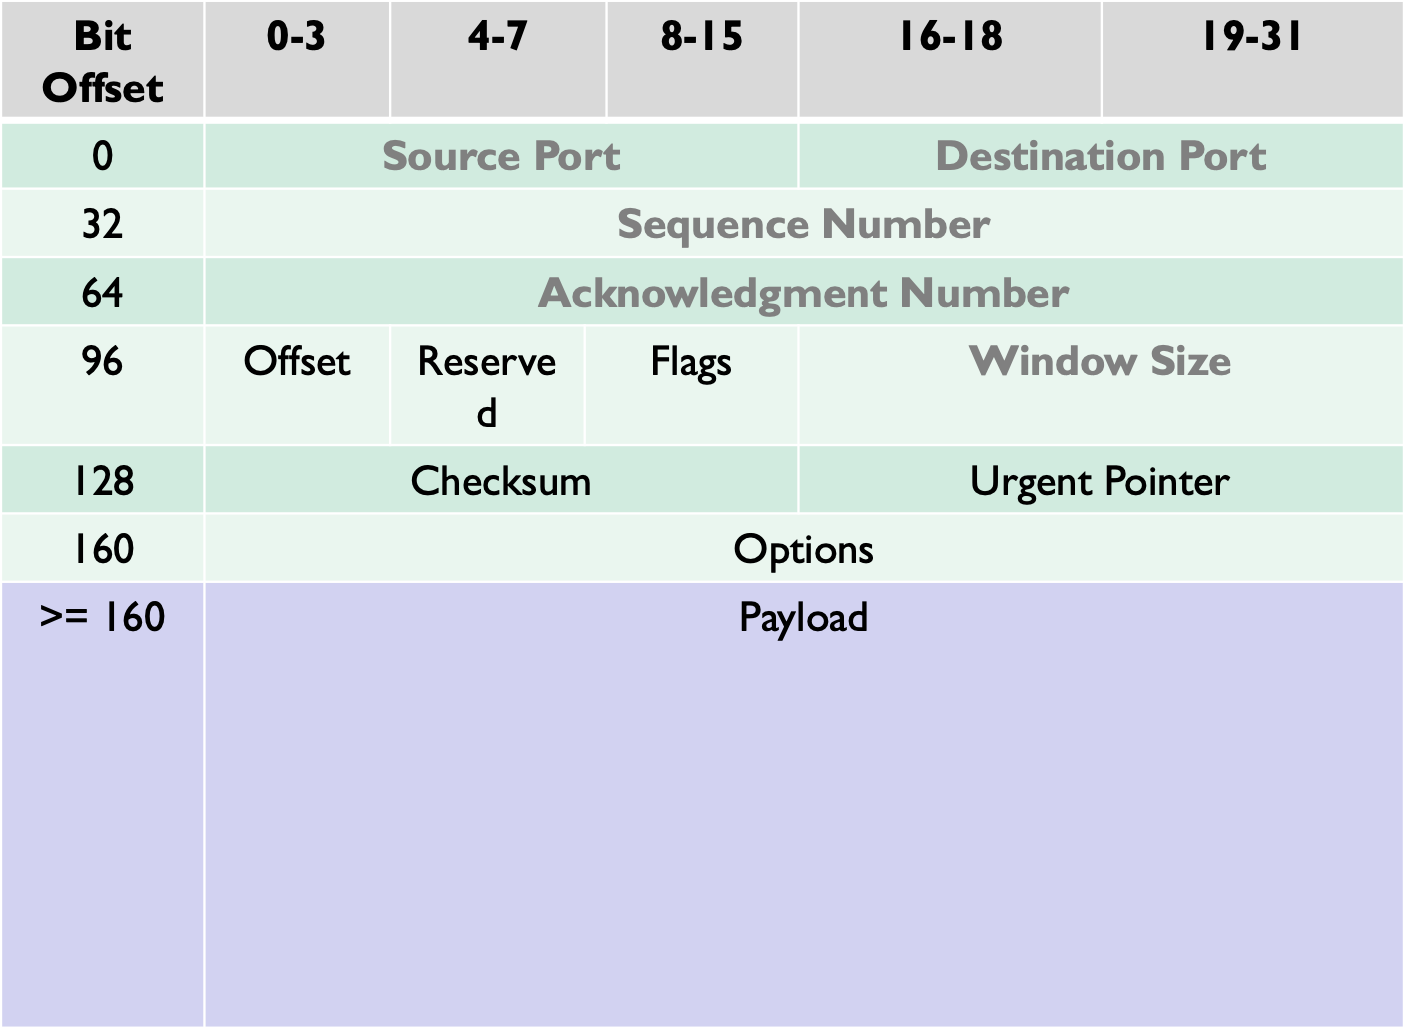 Bit Offset 0-3 4-7 8-15 16-18 19-31
0 Source Port Destination Port
32 Sequence Number
64 Acknowledgment Number
96 Offset Reserve
d Flags Window Size
128 Checksum Urgent Pointer
160 Options
>= 160 Payload